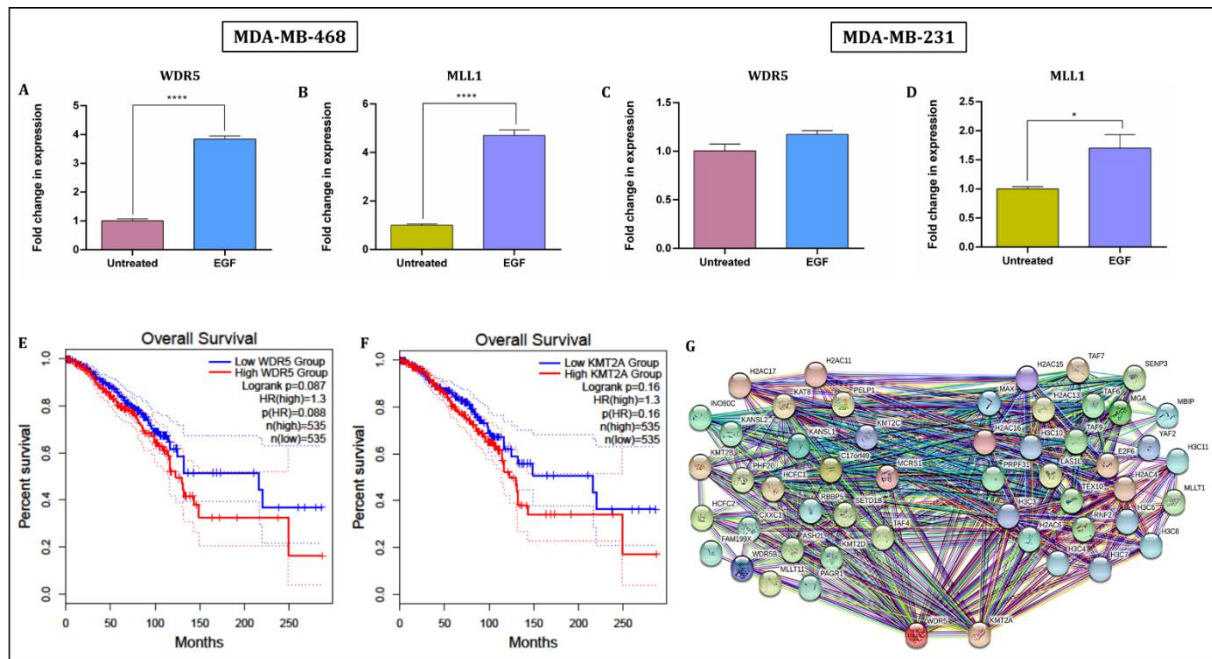 MDA-MB-468
MDA-MB-231
A
WDR5
****
Fold change in expression
5
4
3
2
1
0
Untreated
EGF
B
MLL1
****
Fold change in expression
6
4
2
0
Untreated
EGF
C
WDR5
Fold change in expression
1.5
1.0
0.5
0.0
Untreated
EGF
D
MLL1
*
Fold change in expression
2.5
2.0
1.5
1.0
0.5
0.0
Untreated
EGF
E
Overall Survival
Low WDR5 Group
High WDR5 Group
Logrank p=0.087
HR(high)=1.3
p(HR)=0.088
n(high)=535
n(low)=535
Percent survival
1.0
0.8
0.6
0.4
0.2
0.0
0 50 100 150 200 250
Months
F
Overall Survival
Low KMT2A Group
High KMT2A Group
Logrank p=0.16
HR(high)=1.3
p(HR)=0.16
n(high)=535
n(low)=535
Percent survival
1.0
0.8
0.6
0.4
0.2
0.0
0 50 100 150 200 250
Months
G
H2AC11
H2AC17
H2AC15
TAF7
SENP3
KAT8
PELP1
MAX
H2AC13
TAF6
MGA
MBIP
INO80C
KANSL2
KANSL1
KMT2C
H2AC16
H3C10
TAF9
YAF2
KMT2B
PHF20
C17orf49
MCRS1
PRPF31
LAS1L
E2F6
H3C11
HCFC1
H2AC4
HCFC2
CXXC1
RBBP5
SETD1B
H3C3
TEX10
MLLT1
FAM199X
ASH2L
KMT2D
TAF4
H2AC6
RNF2
H3C6
H3C8
WDR5B
MLLT11
PAGR1
H3C4
H3C7
WDR5
KMT2A